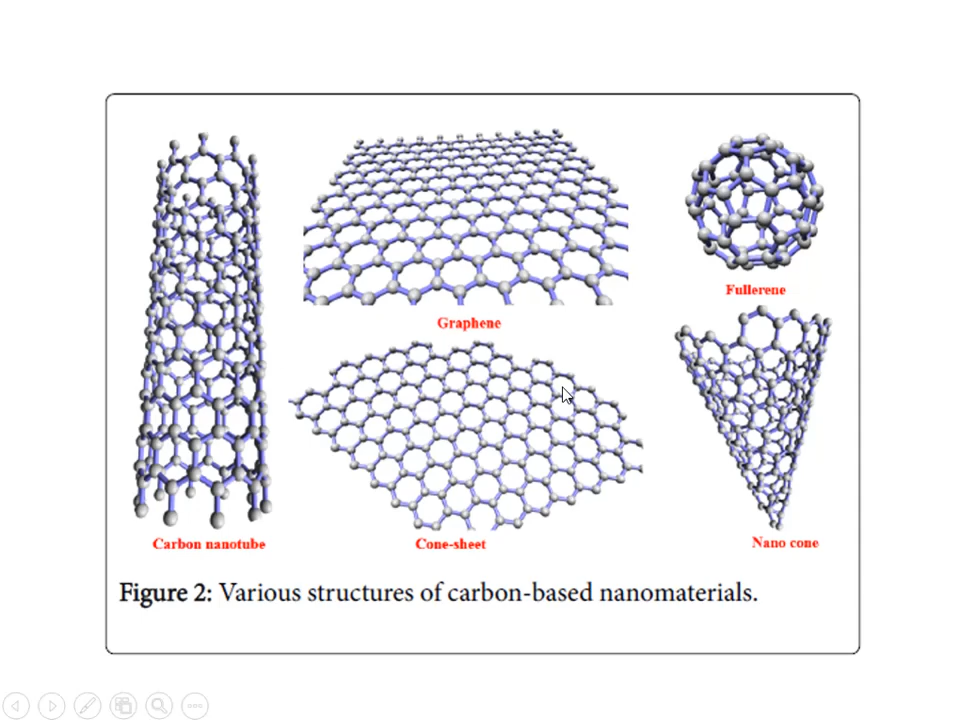 Fullerene
Graphene
Carbon nanotube
Cone-sheet
Nano cone
Figure 2: Various structures of carbon-based nanomaterials.